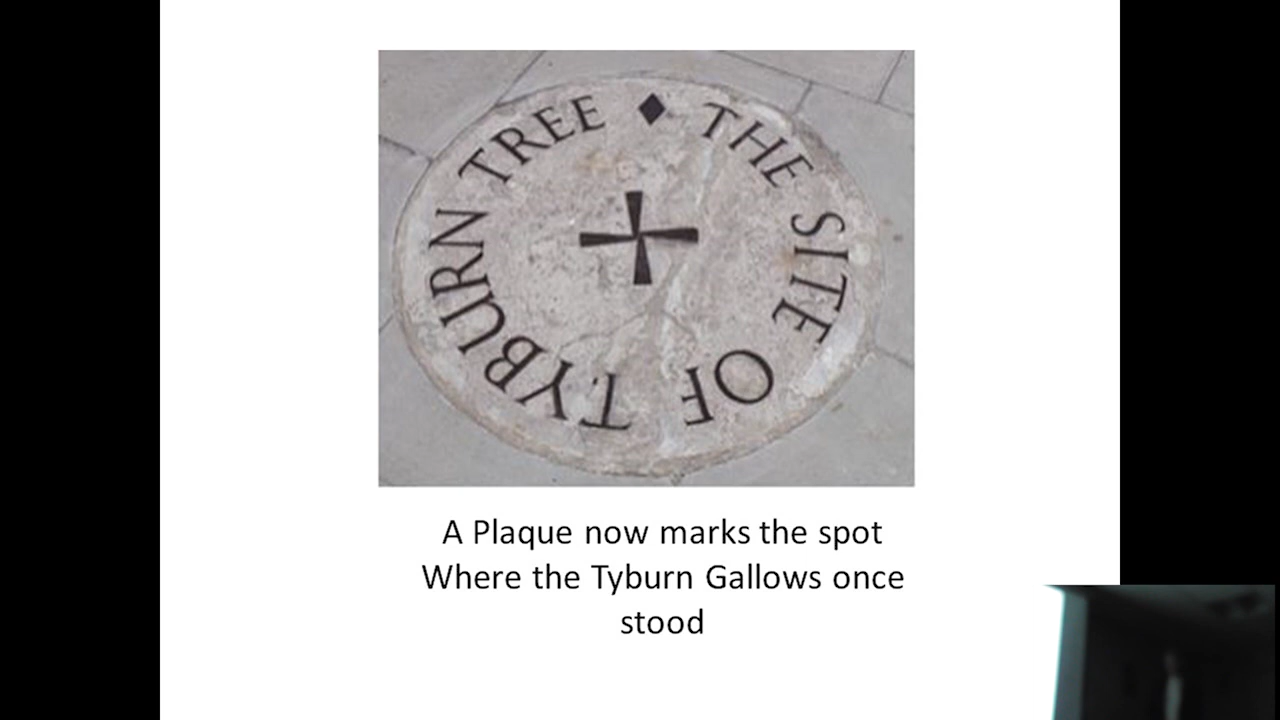 THE SITE OF TYBURN TREE
A Plaque now marks the spot
Where the Tyburn Gallows once
stood